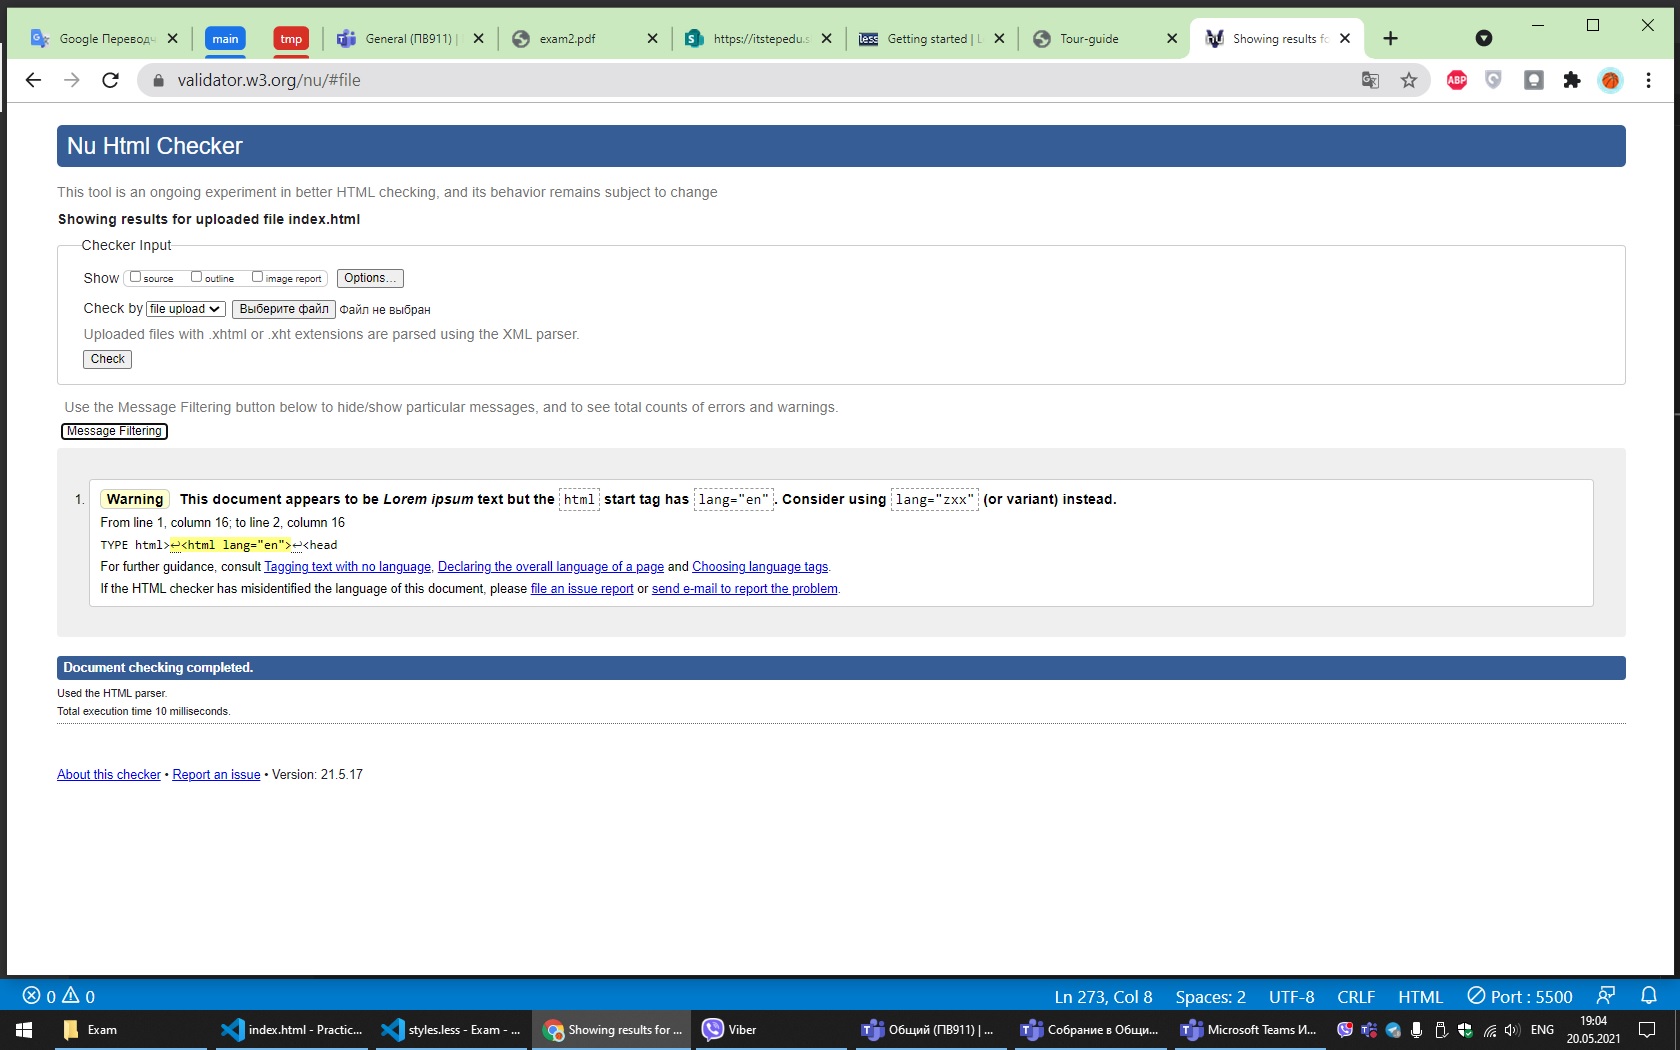 Google Переводч
main
tmp
General (ПВ911) |
exam2.pdf
https://itstepedu.s
less
Getting started | L
Tour-guide
Showing results fo
validator.w3.org/nu/#file
ABP
Nu Html Checker
This tool is an ongoing experiment in better HTML checking, and its behavior remains subject to change
Showing results for uploaded file index.html
Checker Input
Show source outline image report Options...
Check by file upload Выберите файл Файл не выбран
Uploaded files with .xhtml or .xht extensions are parsed using the XML parser.
Check
Use the Message Filtering button below to hide/show particular messages, and to see total counts of errors and warnings.
Message Filtering
1. Warning This document appears to be Lorem ipsum text but the html start tag has lang="en". Consider using lang="zxx" (or variant) instead.
From line 1, column 16; to line 2, column 16
TYPE html>↩<html lang="en">↩<head
For further guidance, consult Tagging text with no language, Declaring the overall language of a page and Choosing language tags.
If the HTML checker has misidentified the language of this document, please file an issue report or send e-mail to report the problem.
Document checking completed.
Used the HTML parser.
Total execution time 10 milliseconds.
About this checker • Report an issue • Version: 21.5.17
0 0 Ln 273, Col 8 Spaces: 2 UTF-8 CRLF HTML Port : 5500
Exam
index.html - Practic...
styles.less - Exam - ...
Showing results for ...
Viber
Общий (ПВ911) | ...
Собрание в Общи...
Microsoft Teams И...
ENG
19:04
20.05.2021